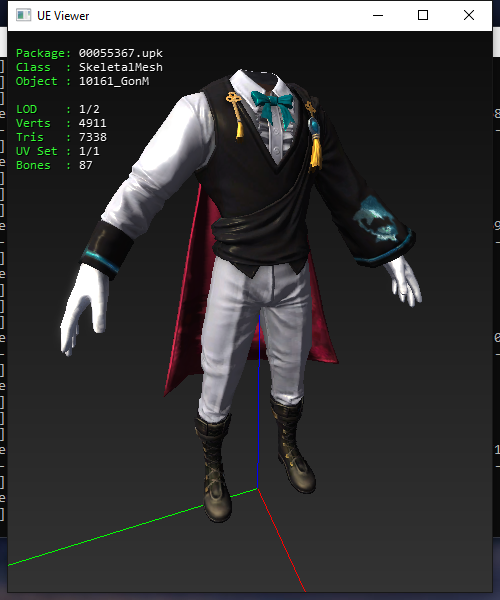 UE Viewer
Package: 00055367.upk
Class  : SkeletalMesh
Object : 10161_GonM
LOD    : 1/2
Verts  : 4911
Tris   : 7338
UV Set : 1/1
Bones  : 87